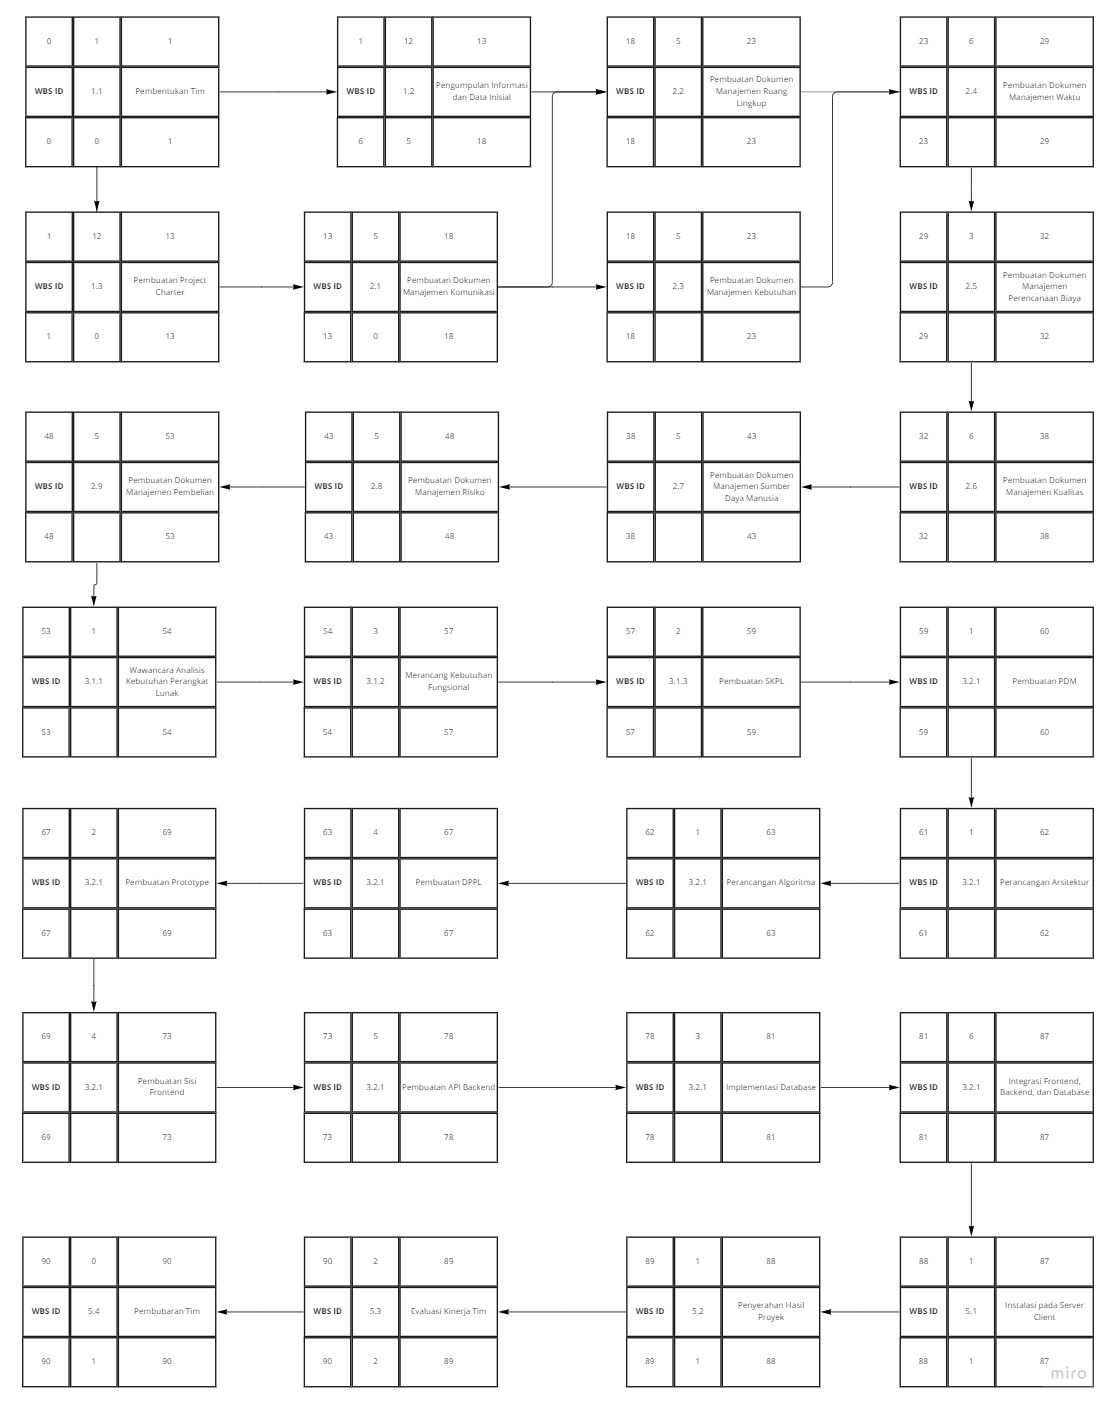 0 1 1
WBS ID 1.1 Pembentukan Tim
0 0 1
1 12 13
WBS ID 1.2 Pengumpulan Informasi
dan Data Inisial
6 5 18
18 5 23
WBS ID 2.2 Pembuatan Dokumen
Manajemen Ruang
Lingkup
18 23
23 6 29
WBS ID 2.4 Pembuatan Dokumen
Manajemen Waktu
23 29
1 12 13
WBS ID 1.3 Pembuatan Project
Charter
1 0 13
13 5 18
WBS ID 2.1 Pembuatan Dokumen
Manajemen Komunikasi
13 0 18
18 5 23
WBS ID 2.3 Pembuatan Dokumen
Manajemen Kebutuhan
18 23
29 3 32
WBS ID 2.5 Pembuatan Dokumen
Manajemen
Perencanaan Biaya
29 32
48 5 53
WBS ID 2.9 Pembuatan Dokumen
Manajemen Pembelian
48 53
43 5 48
WBS ID 2.8 Pembuatan Dokumen
Manajemen Risiko
43 48
38 5 43
WBS ID 2.7 Pembuatan Dokumen
Manajemen Sumber
Daya Manusia
38 43
32 6 38
WBS ID 2.6 Pembuatan Dokumen
Manajemen Kualitas
32 38
53 1 54
WBS ID 3.1.1 Wawancara Analisis
Kebutuhan Perangkat
Lunak
53 54
54 3 57
WBS ID 3.1.2 Merancang Kebutuhan
Fungsional
54 57
57 2 59
WBS ID 3.1.3 Pembuatan SKPL
57 59
59 1 60
WBS ID 3.2.1 Pembuatan PDM
59 60
67 2 69
WBS ID 3.2.1 Pembuatan Prototype
67 69
63 4 67
WBS ID 3.2.1 Pembuatan DPPL
63 67
62 1 63
WBS ID 3.2.1 Perancangan Algoritma
62 63
61 1 62
WBS ID 3.2.1 Perancangan Arsitektur
61 62
69 4 73
WBS ID 3.2.1 Pembuatan Sisi
Frontend
69 73
73 5 78
WBS ID 3.2.1 Pembuatan API Backend
73 78
78 3 81
WBS ID 3.2.1 Implementasi Database
78 81
81 6 87
WBS ID 3.2.1 Integrasi Frontend,
Backend, dan Database
81 87
90 0 90
WBS ID 5.4 Pembubaran Tim
90 1 90
90 2 89
WBS ID 5.3 Evaluasi Kinerja Tim
90 2 89
89 1 88
WBS ID 5.2 Penyerahan Hasil
Proyek
89 1 88
88 1 87
WBS ID 5.1 Instalasi pada Server
Client
88 1 87
miro